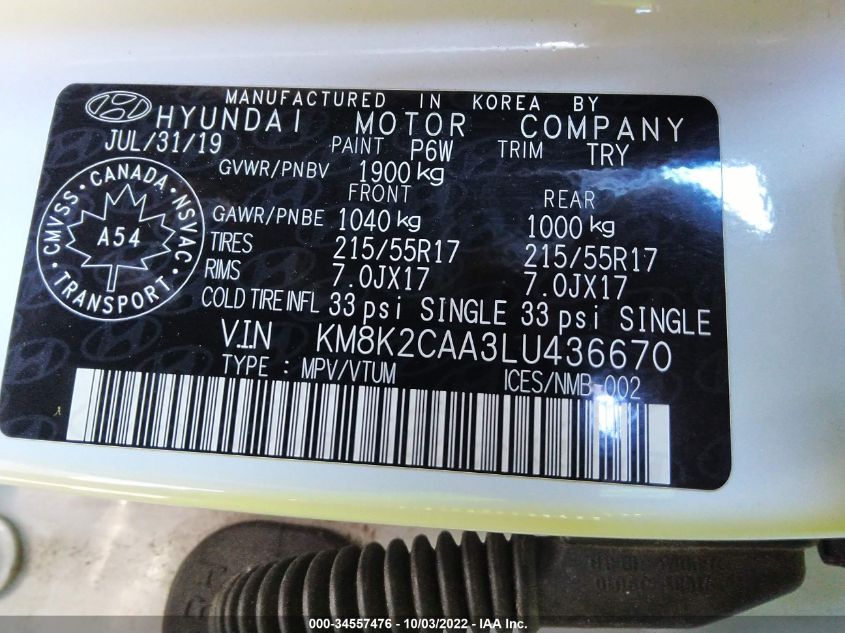 MANUFACTURED IN KOREA BY
HYUNDAI MOTOR COMPANY
JUL/31/19 PAINT P6W TRIM TRY
GVWR/PNBV 1900 kg
FRONT REAR
GAWR/PNBE 1040 kg 1000 kg
TIRES 215/55R17 215/55R17
RIMS 7.0JX17 7.0JX17
COLD TIRE INFL 33 psi SINGLE 33 psi SINGLE
V.I.N KM8K2CAA3LU436670
TYPE : MPV/VTUM ICES/NMB-002
CMVSS · CANADA · NSVAC · TRANSPORT ·
A54
000-34557476 - 10/03/2022 - IAA Inc.